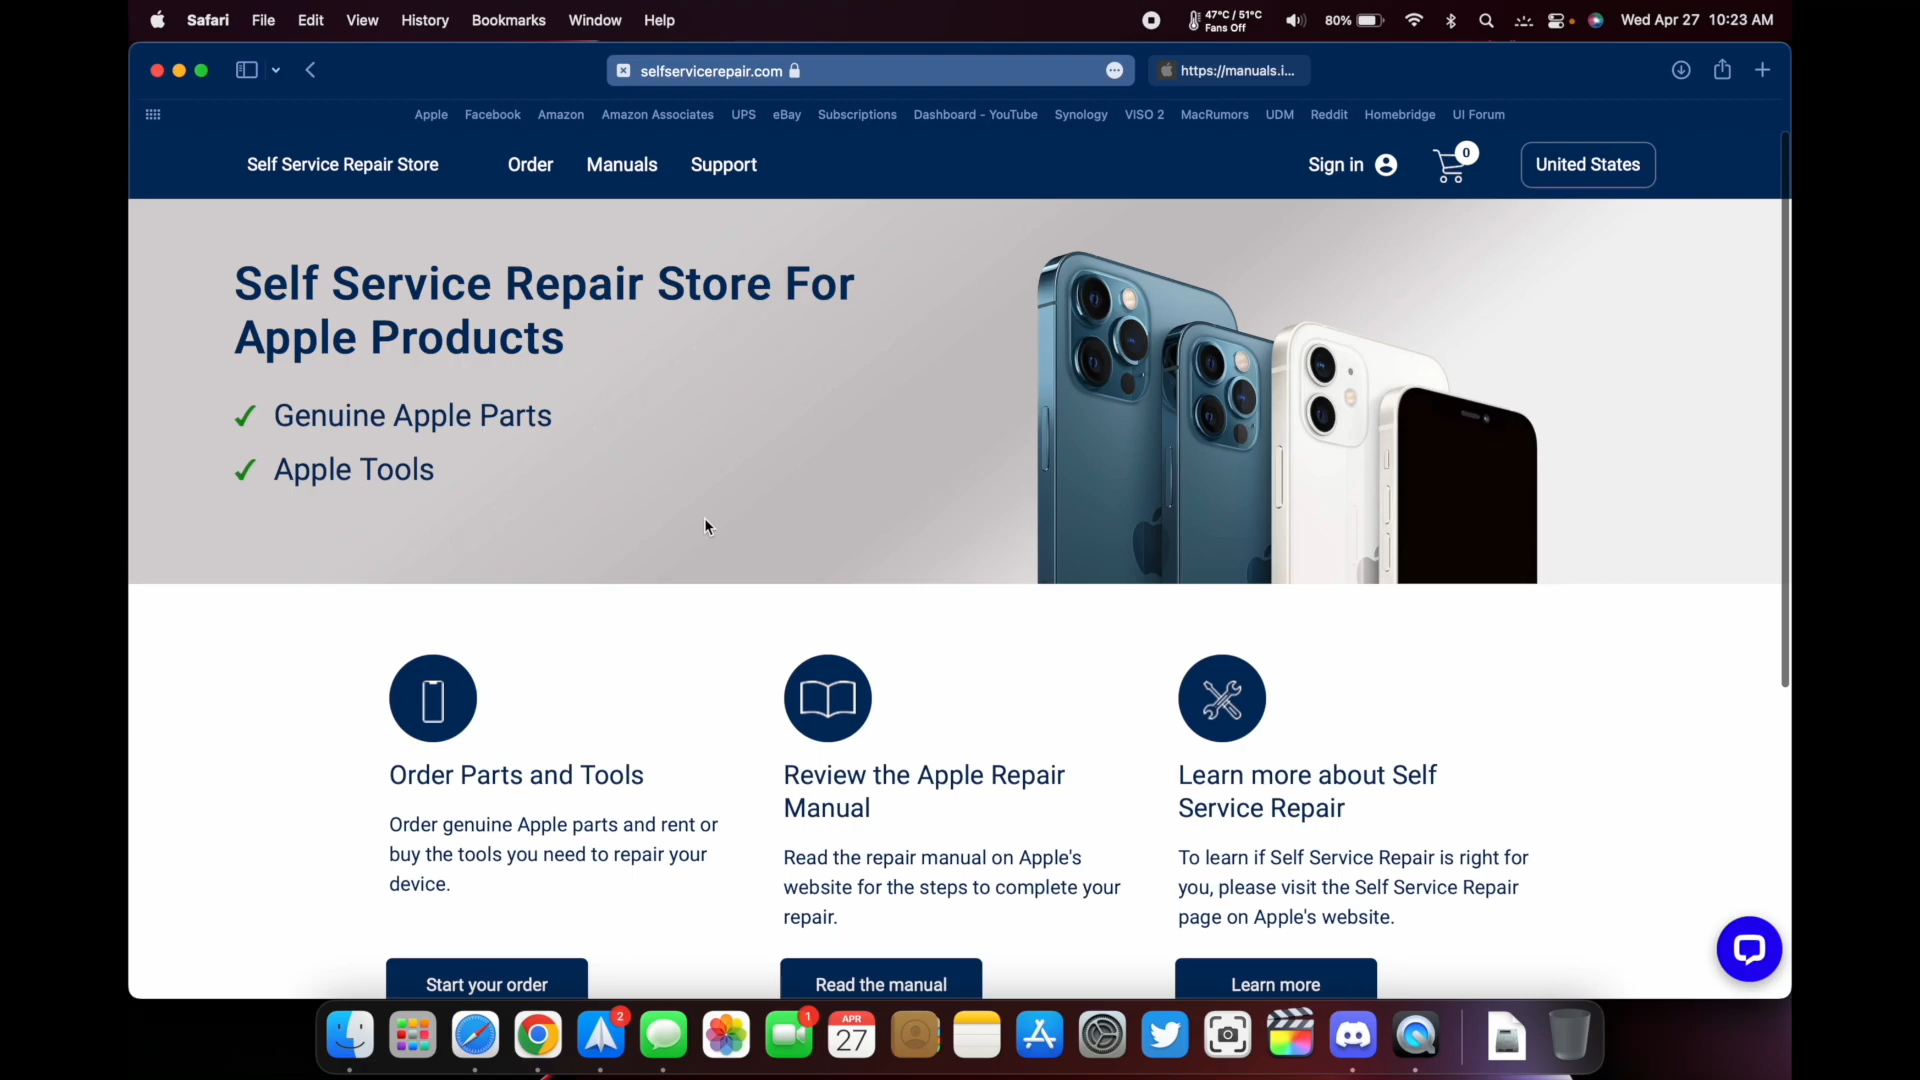 Safari File Edit View History Bookmarks Window Help 47°C / 51°C 80% Wed Apr 27 10:23 AM
Fans Off
selfservicerepair.com https://manuals.i...
Apple Facebook Amazon Amazon Associates UPS eBay Subscriptions Dashboard - YouTube Synology VISO 2 MacRumors UDM Reddit Homebridge UI Forum
Self Service Repair Store Order Manuals Support Sign in 0 United States
Self Service Repair Store For
Apple Products
✓ Genuine Apple Parts
✓ Apple Tools
Order Parts and Tools
Order genuine Apple parts and rent or
buy the tools you need to repair your
device.
Start your order
Review the Apple Repair
Manual
Read the repair manual on Apple's
website for the steps to complete your
repair.
Read the manual
Learn more about Self
Service Repair
To learn if Self Service Repair is right for
you, please visit the Self Service Repair
page on Apple's website.
Learn more
2 1 APR
27